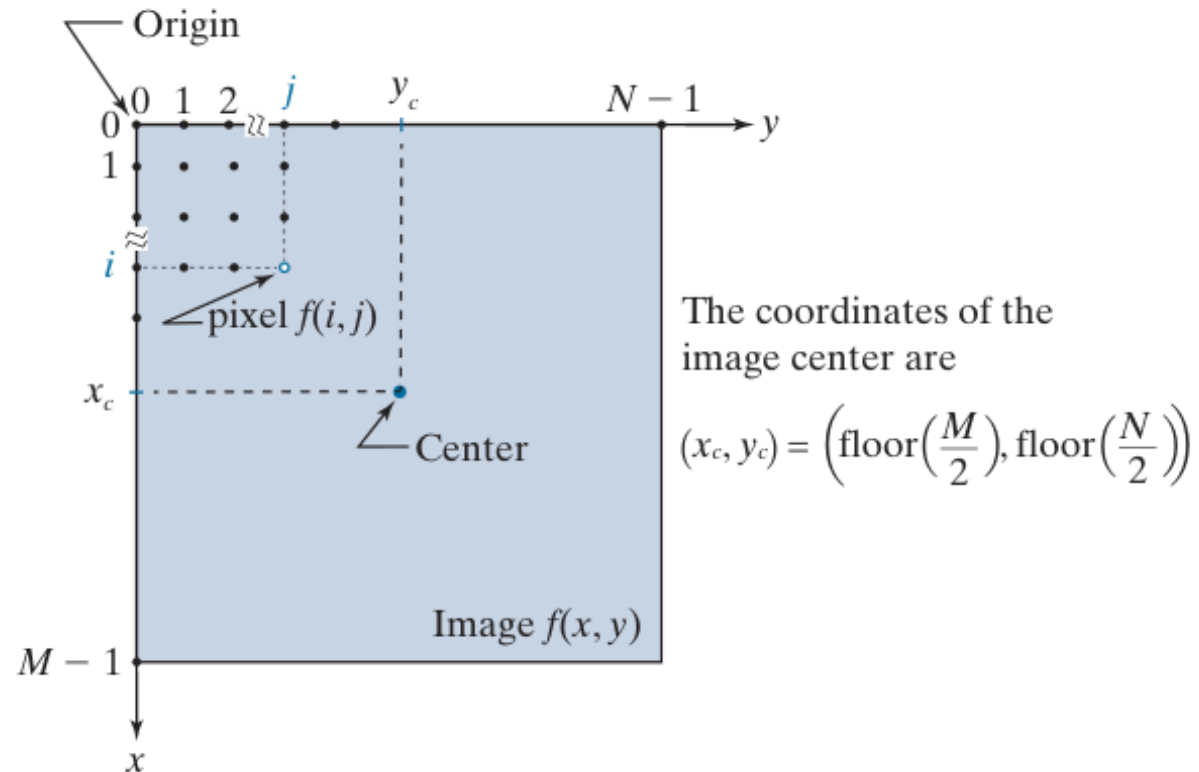 Origin
0 1 2 j y_c N − 1
0 y
1
i
pixel f(i, j)
The coordinates of the
image center are
x_c
(x_c, y_c) = (floor(M/2), floor(N/2))
Center
Image f(x, y)
M − 1
x